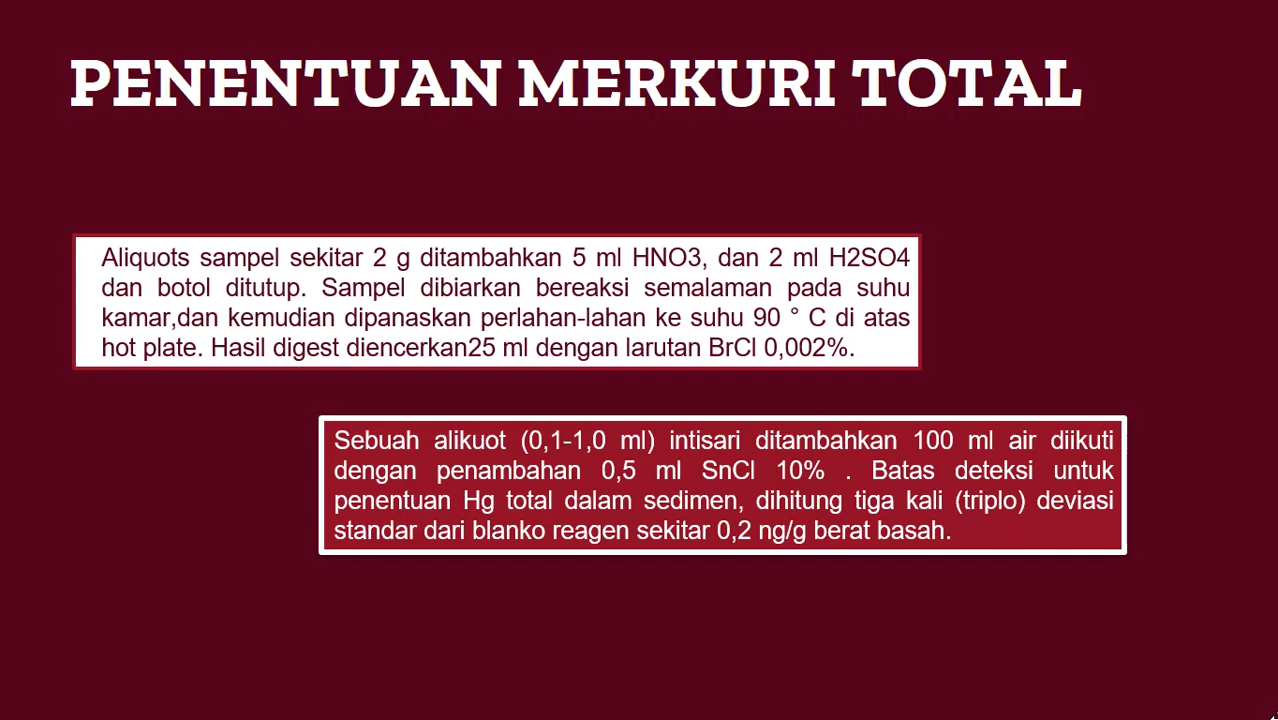 PENENTUAN MERKURI TOTAL
Aliquots sampel sekitar 2 g ditambahkan 5 ml HNO3, dan 2 ml H2SO4
dan botol ditutup. Sampel dibiarkan bereaksi semalaman pada suhu
kamar,dan kemudian dipanaskan perlahan-lahan ke suhu 90 ° C di atas
hot plate. Hasil digest diencerkan25 ml dengan larutan BrCl 0,002%.
Sebuah alikuot (0,1-1,0 ml) intisari ditambahkan 100 ml air diikuti
dengan penambahan 0,5 ml SnCl 10% . Batas deteksi untuk
penentuan Hg total dalam sedimen, dihitung tiga kali (triplo) deviasi
standar dari blanko reagen sekitar 0,2 ng/g berat basah.